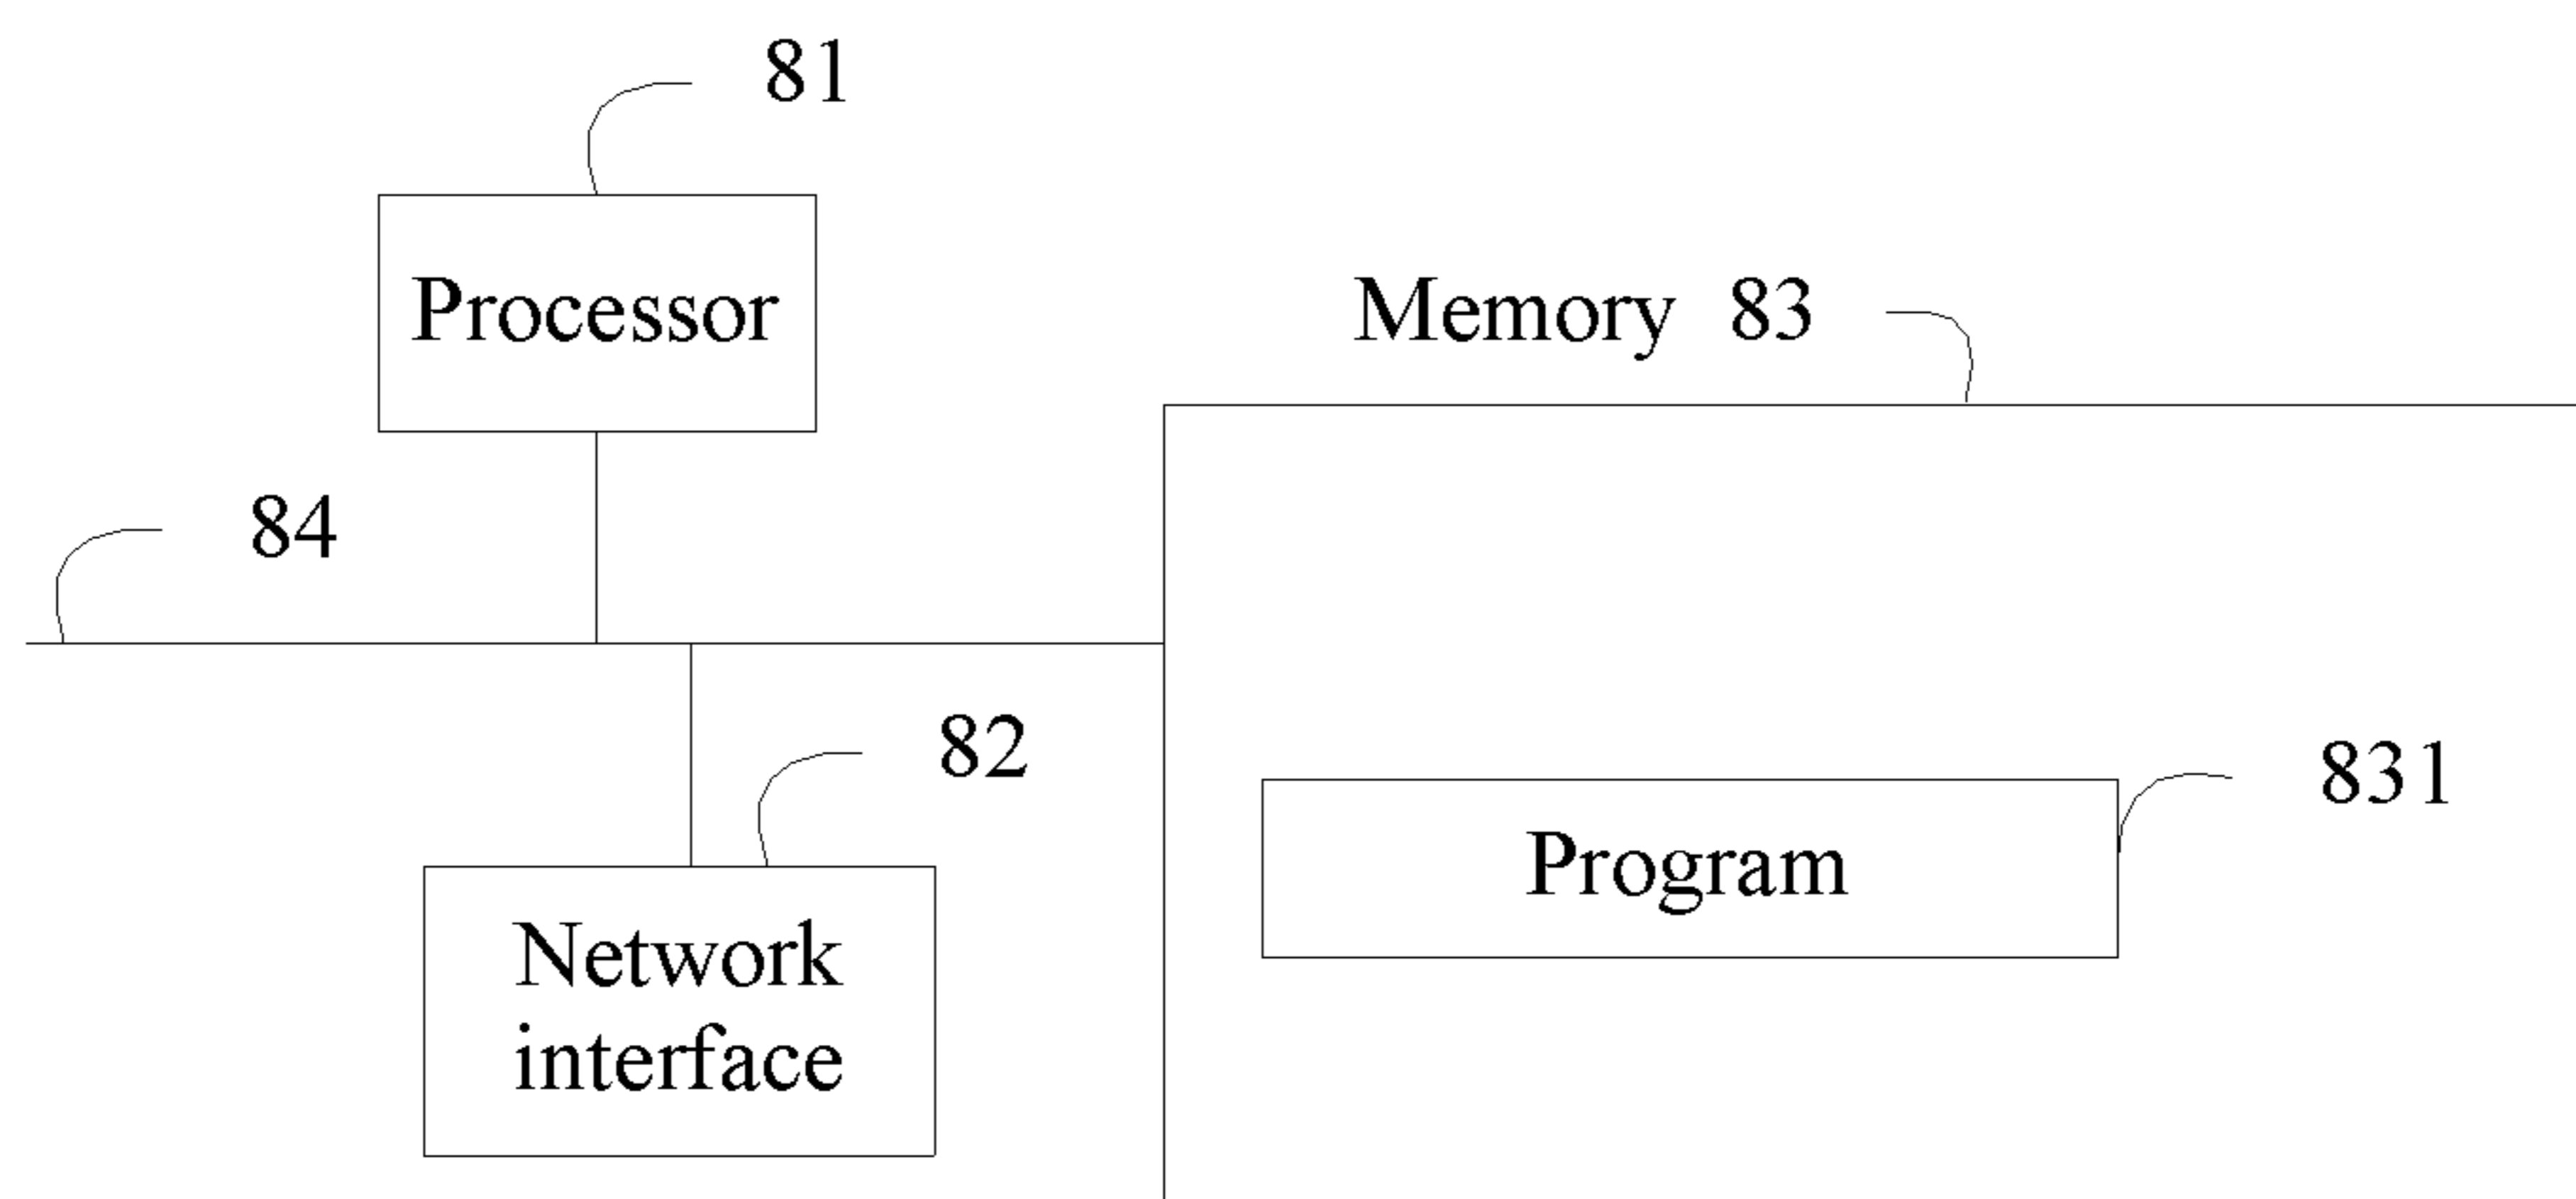 81
Processor
Memory 83
84
82
831
Program
Network
interface